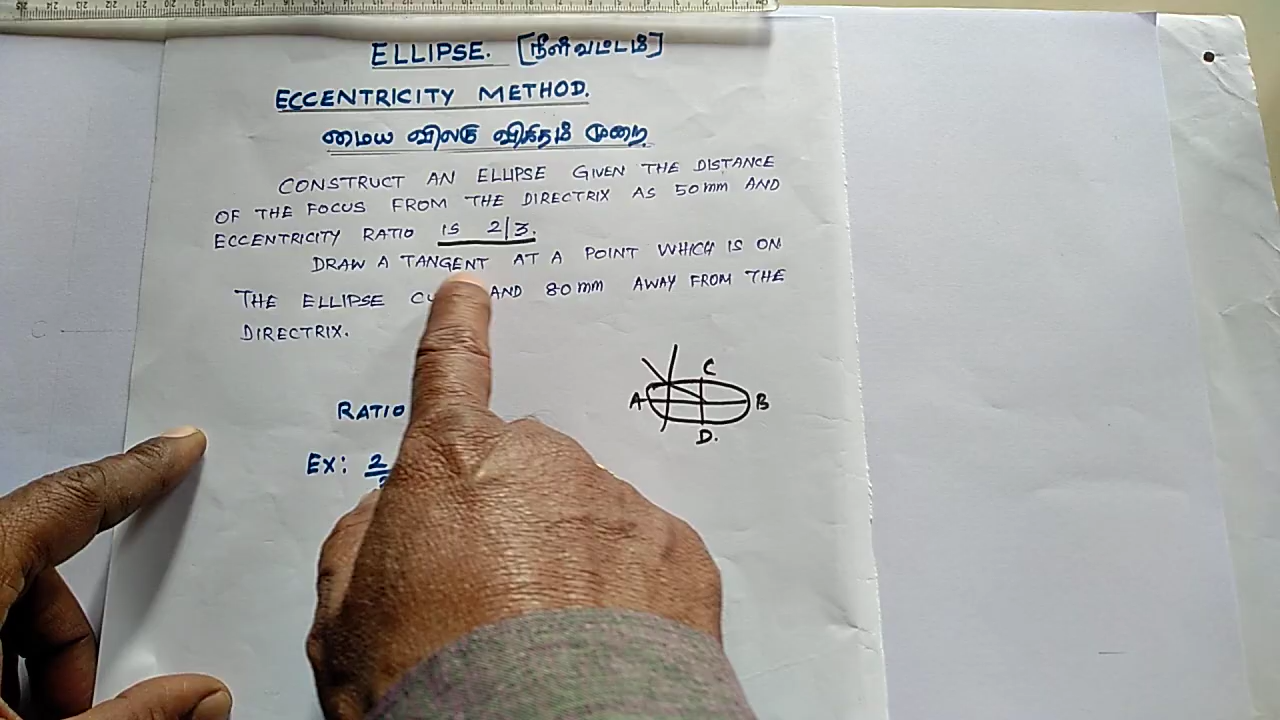 ELLIPSE. [நீள்வட்டம்]
ECCENTRICITY METHOD.
மைய விலகு விகிதம் முறை
CONSTRUCT AN ELLIPSE GIVEN THE DISTANCE
OF THE FOCUS FROM THE DIRECTRIX AS 50mm AND
ECCENTRICITY RATIO IS 2/3.
DRAW A TANGENT AT A POINT WHICH IS ON
THE ELLIPSE AND 80mm AWAY FROM THE
DIRECTRIX.
C
A B
D.
RATIO
EX: 2